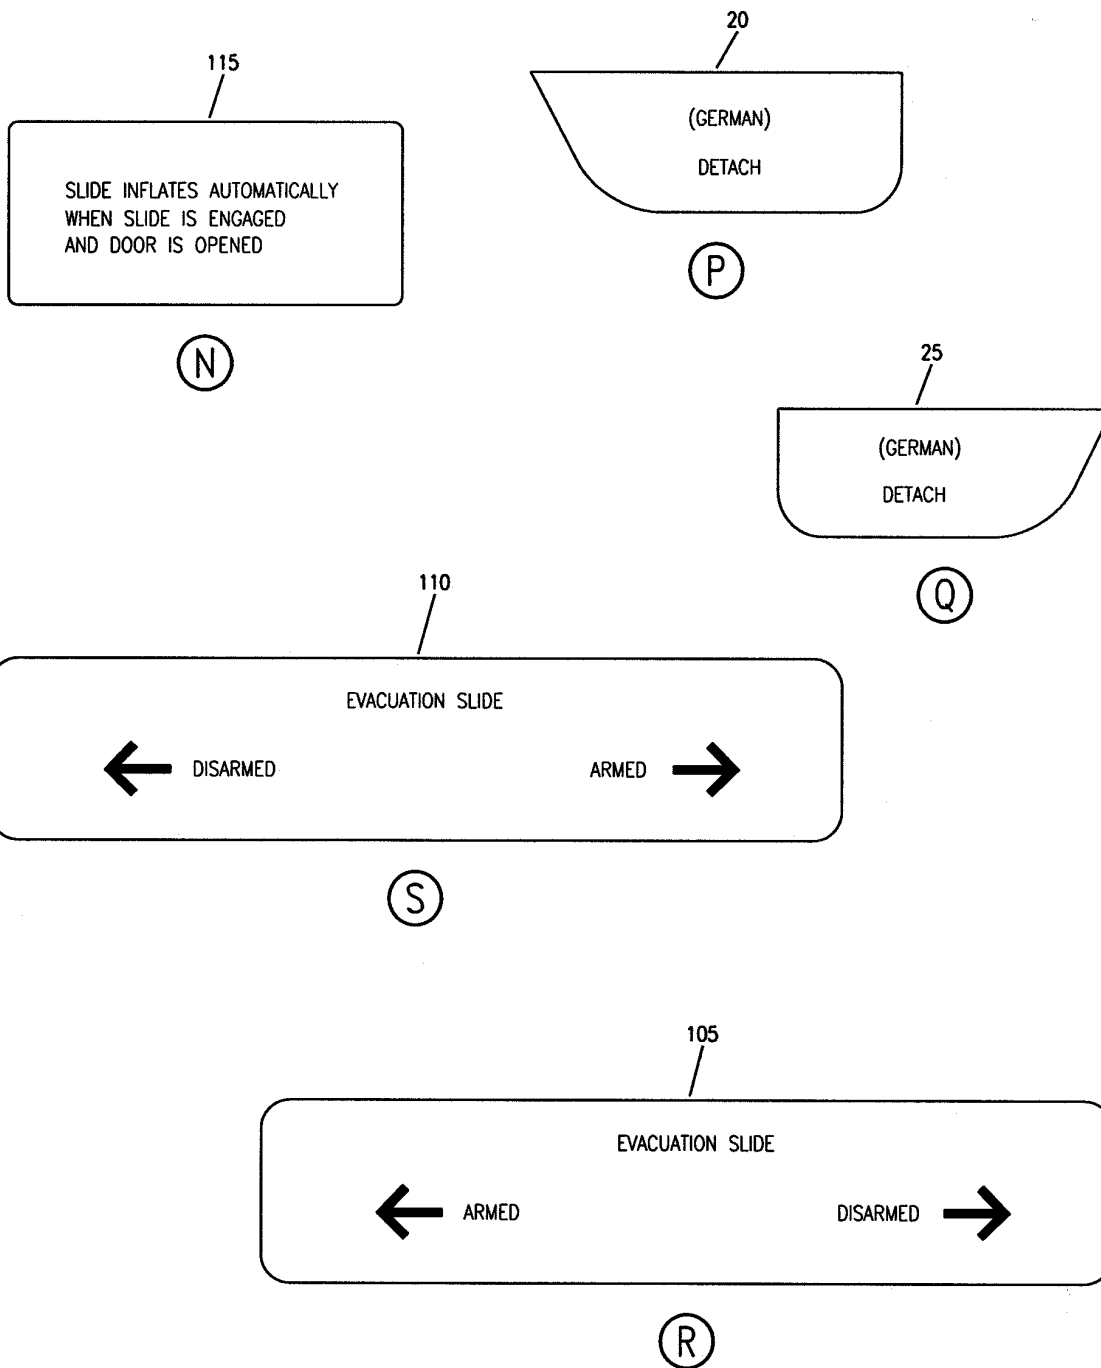 20
115
(GERMAN)
DETACH
SLIDE INFLATES AUTOMATICALLY
WHEN SLIDE IS ENGAGED
AND DOOR IS OPENED
P
N
25
(GERMAN)
DETACH
Q
110
EVACUATION SLIDE
DISARMED ARMED
S
105
EVACUATION SLIDE
ARMED DISARMED
R